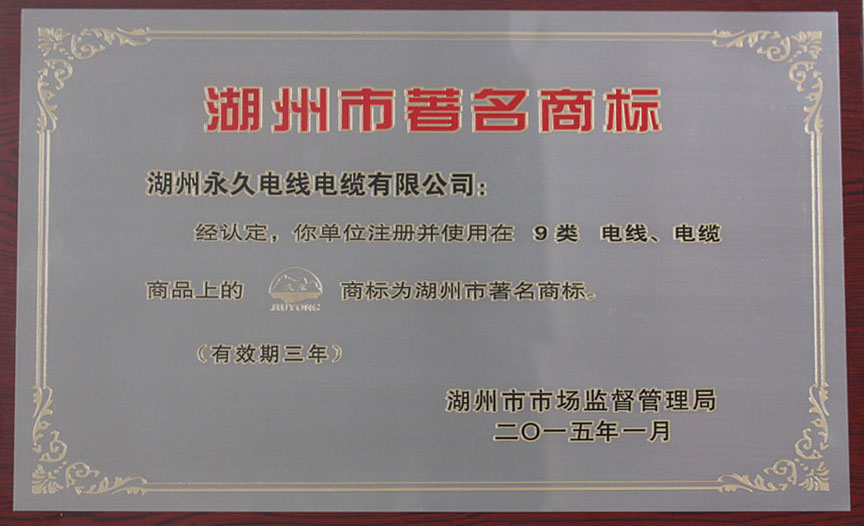 湖州市著名商标
湖州永久电线电缆有限公司：
经认定，你单位注册并使用在 9类 电线、电缆
商品上的 JIUYONG 商标为湖州市著名商标。
（有效期三年）
湖州市市场监督管理局
二〇一五年一月